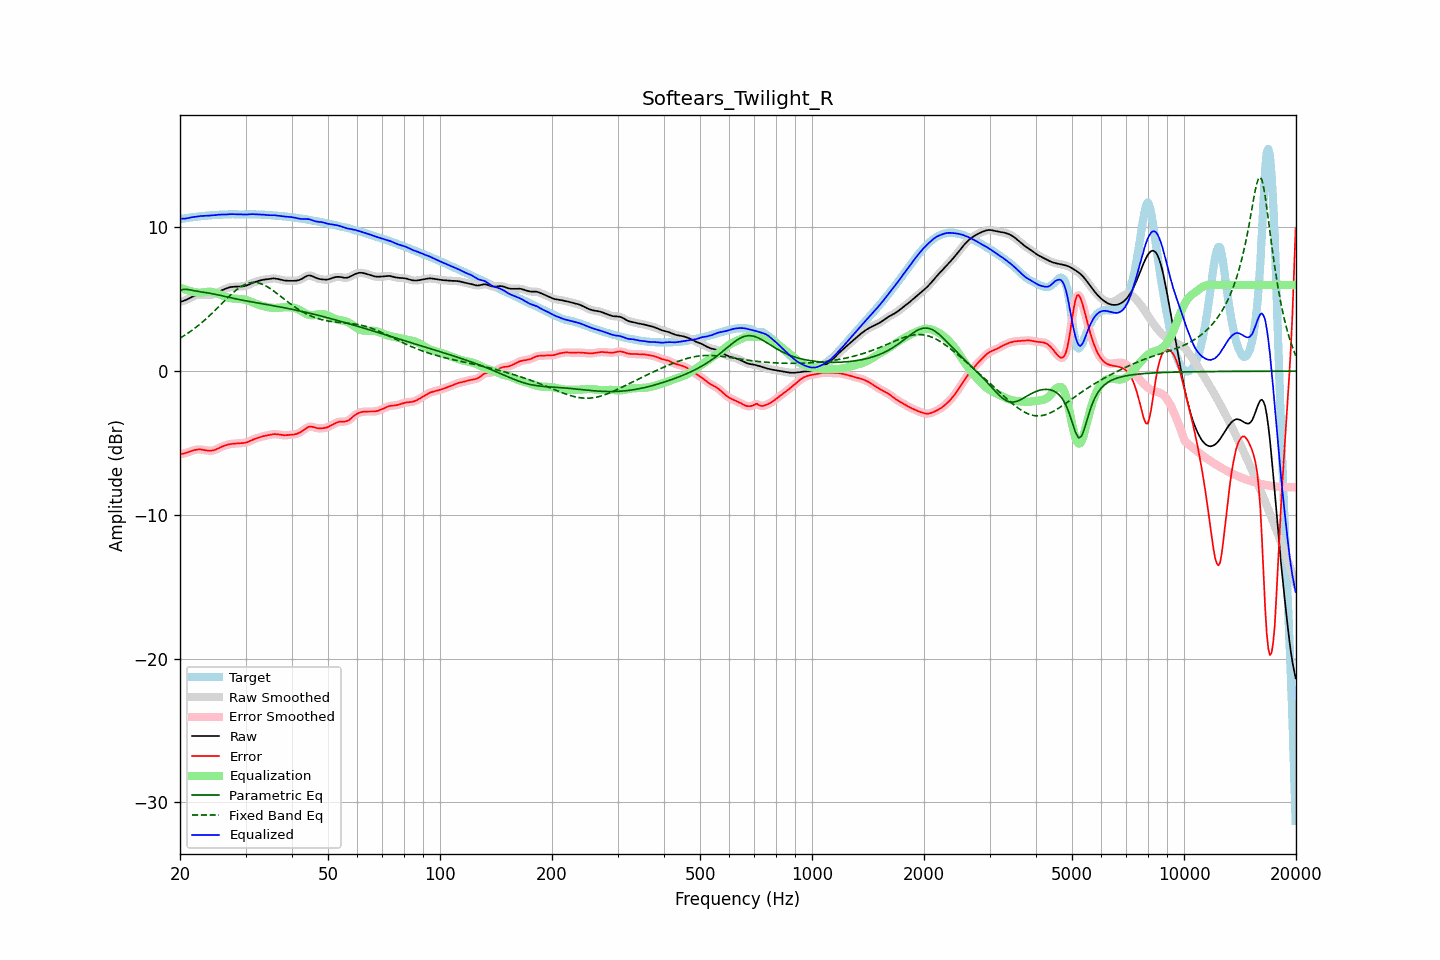 Softears_Twilight_R
10
0
−10
−20
−30
Amplitude (dBr)
Target
Raw Smoothed
Error Smoothed
Raw
Error
Equalization
Parametric Eq
Fixed Band Eq
Equalized
20 50 100 200 500 1000 2000 5000 10000 20000
Frequency (Hz)